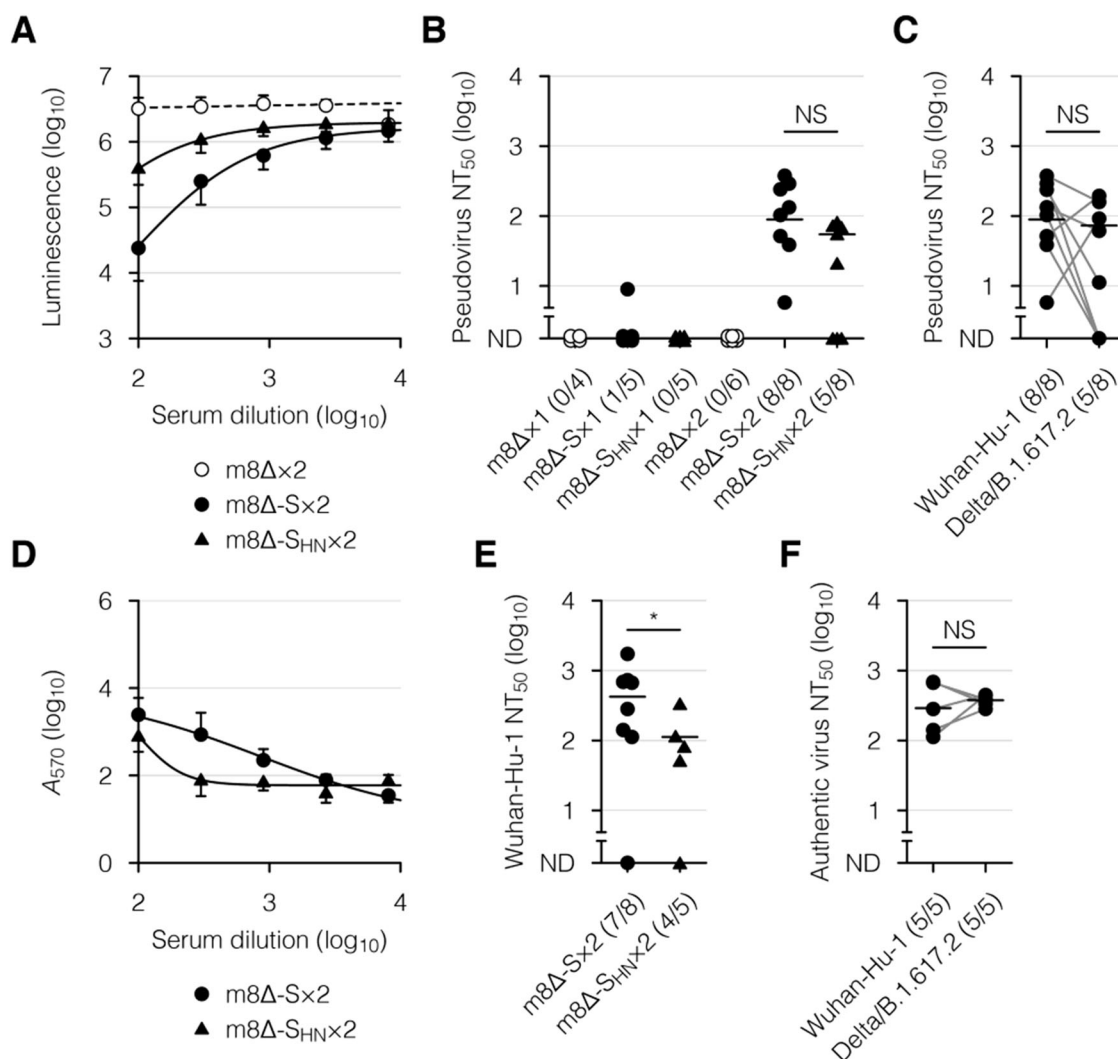 A
Luminescence (log₁₀)
7
6
5
4
3
2 3 4
Serum dilution (log₁₀)
m8Δ×2
m8Δ-S×2
m8Δ-S_HN×2
B
Pseudovirus NT₅₀ (log₁₀)
4
3
2
1
ND
NS
m8Δ×1 (0/4)
m8Δ-S×1 (1/5)
m8Δ-S_HN×1 (0/5)
m8Δ×2 (0/6)
m8Δ-S×2 (8/8)
m8Δ-S_HN×2 (5/8)
C
Pseudovirus NT₅₀ (log₁₀)
4
3
2
1
ND
NS
Wuhan-Hu-1 (8/8)
Delta/B.1.617.2 (5/8)
D
A₅₇₀ (log₁₀)
6
4
2
0
2 3 4
Serum dilution (log₁₀)
m8Δ-S×2
m8Δ-S_HN×2
E
Wuhan-Hu-1 NT₅₀ (log₁₀)
4
3
2
1
ND
*
m8Δ-S×2 (7/8)
m8Δ-S_HN×2 (4/5)
F
Authentic virus NT₅₀ (log₁₀)
4
3
2
1
ND
NS
Wuhan-Hu-1 (5/5)
Delta/B.1.617.2 (5/5)